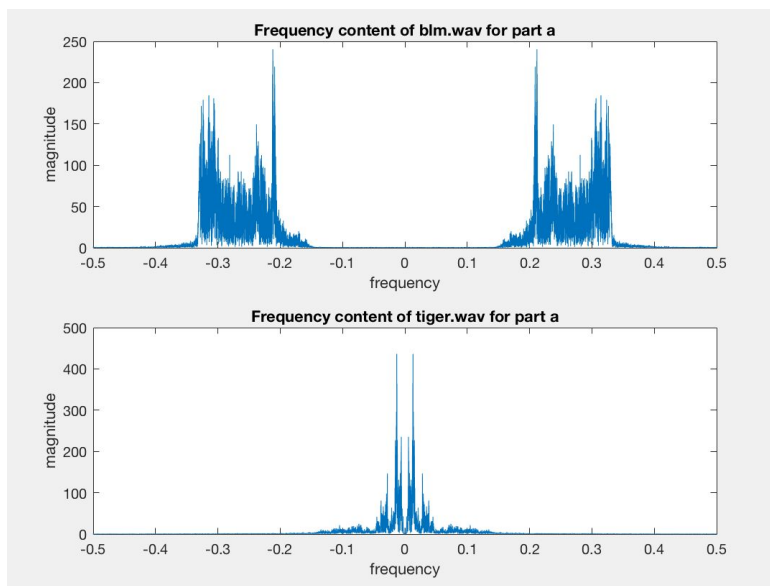 Frequency content of blm.wav for part a
250
200
150
100
50
0
magnitude
-0.5 -0.4 -0.3 -0.2 -0.1 0 0.1 0.2 0.3 0.4 0.5
frequency
Frequency content of tiger.wav for part a
500
400
300
200
100
0
magnitude
-0.5 -0.4 -0.3 -0.2 -0.1 0 0.1 0.2 0.3 0.4 0.5
frequency